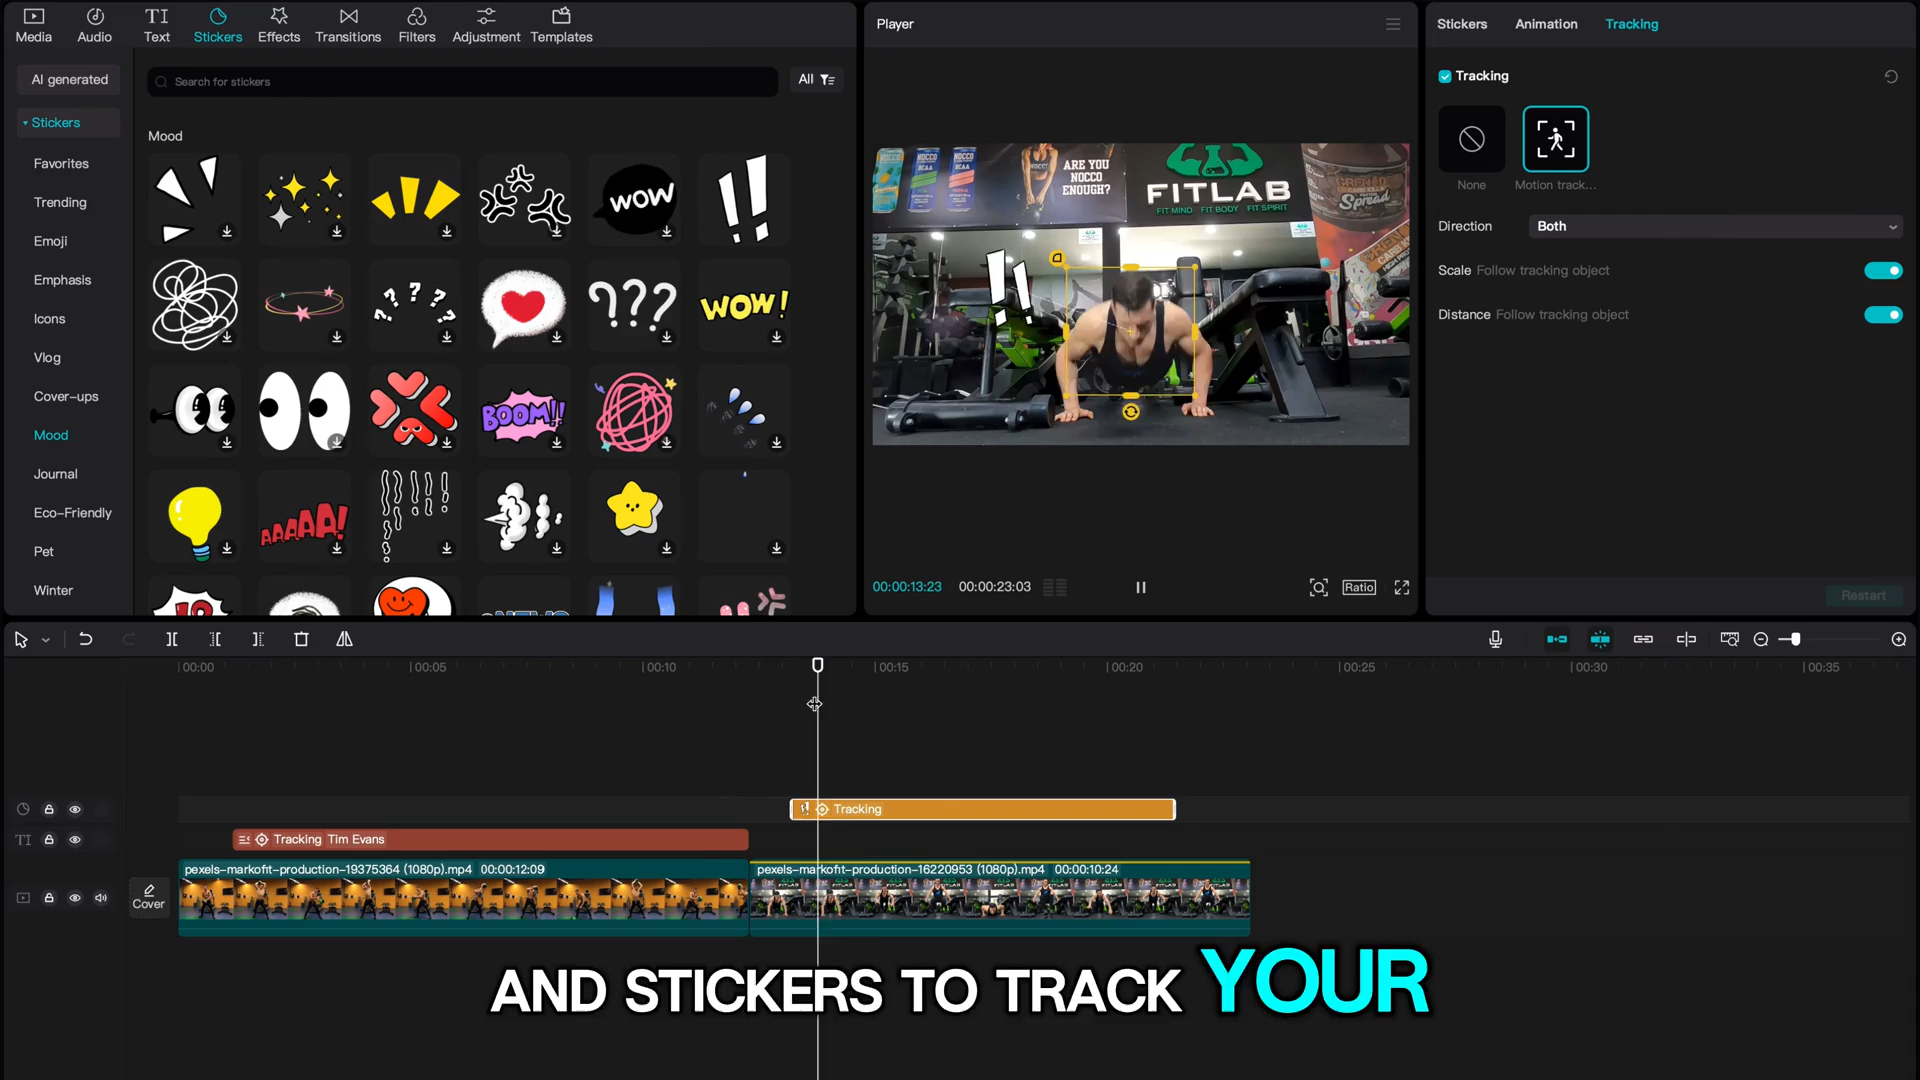 Media
Audio
Text
Stickers
Effects
Transitions
Filters
Adjustment
Templates
AI generated
Stickers
Favorites
Trending
Emoji
Emphasis
Icons
Vlog
Cover-ups
Mood
Journal
Eco-Friendly
Pet
Winter
Search for stickers
All
Mood
WOW
!!
???
WOW!
BOOM!!
AAAAA!
Player
ARE YOU
NOCCO
ENOUGH?
NOCCO
NOCCO
BCAA
FITLAB
FIT MIND FIT BODY FIT SPIRIT
GRENADE
Spread
!!
00:00:13:23
00:00:23:03
Ratio
Stickers
Animation
Tracking
Tracking
None
Motion track...
Direction
Both
Scale Follow tracking object
Distance Follow tracking object
Restart
00:00
00:05
00:10
00:15
00:20
00:25
00:30
00:35
!! Tracking
TI
Tracking Tim Evans
Cover
pexels-markofit-production-19375364 (1080p).mp4 00:00:12:09
pexels-markofit-production-16220953 (1080p).mp4 00:00:10:24
AND STICKERS TO TRACK YOUR